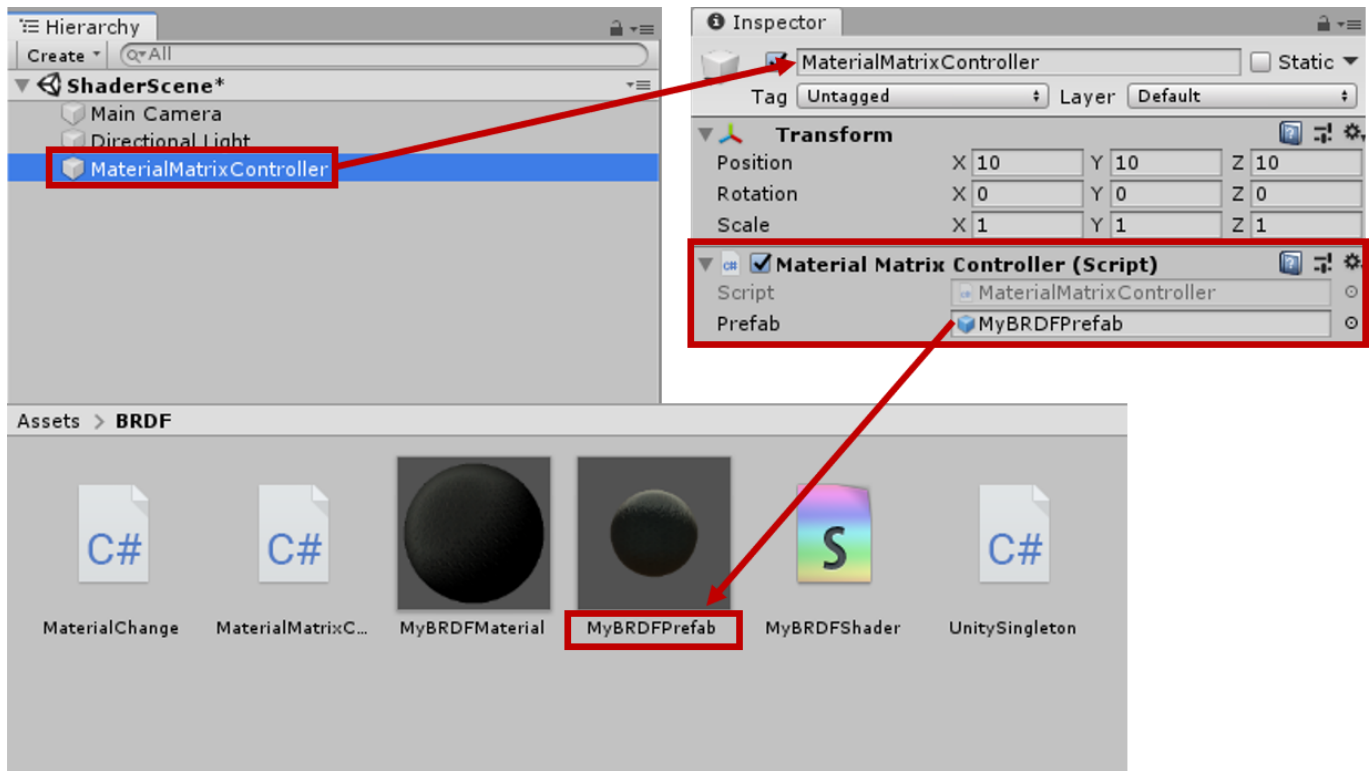 Hierarchy
Create
All
ShaderScene*
Main Camera
Directional Light
MaterialMatrixController
Inspector
MaterialMatrixController
Static
Tag Untagged Layer Default
Transform
Position X 10 Y 10 Z 10
Rotation X 0 Y 0 Z 0
Scale X 1 Y 1 Z 1
C# Material Matrix Controller (Script)
Script MaterialMatrixController
Prefab MyBRDFPrefab
Assets > BRDF
C# C# S C#
MaterialChange MaterialMatrixC... MyBRDFMaterial MyBRDFPrefab MyBRDFShader UnitySingleton